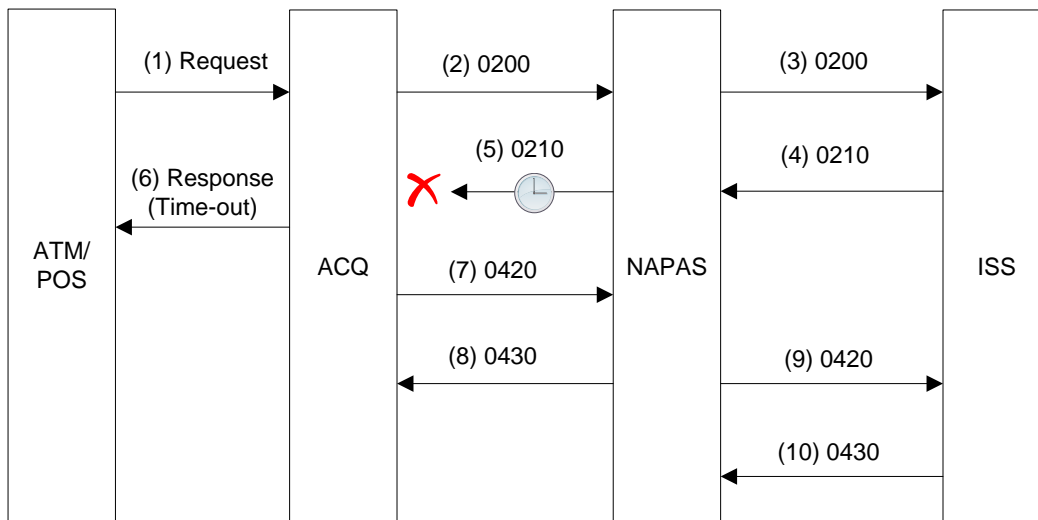 (1) Request
(2) 0200
(3) 0200
(5) 0210
(4) 0210
(6) Response
(Time-out)
ATM/
POS
ACQ
NAPAS
ISS
(7) 0420
(8) 0430
(9) 0420
(10) 0430